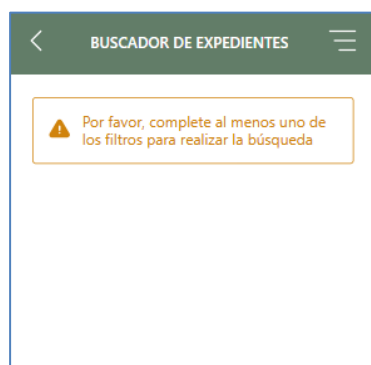 BUSCADOR DE EXPEDIENTES
Por favor, complete al menos uno de
los filtros para realizar la búsqueda